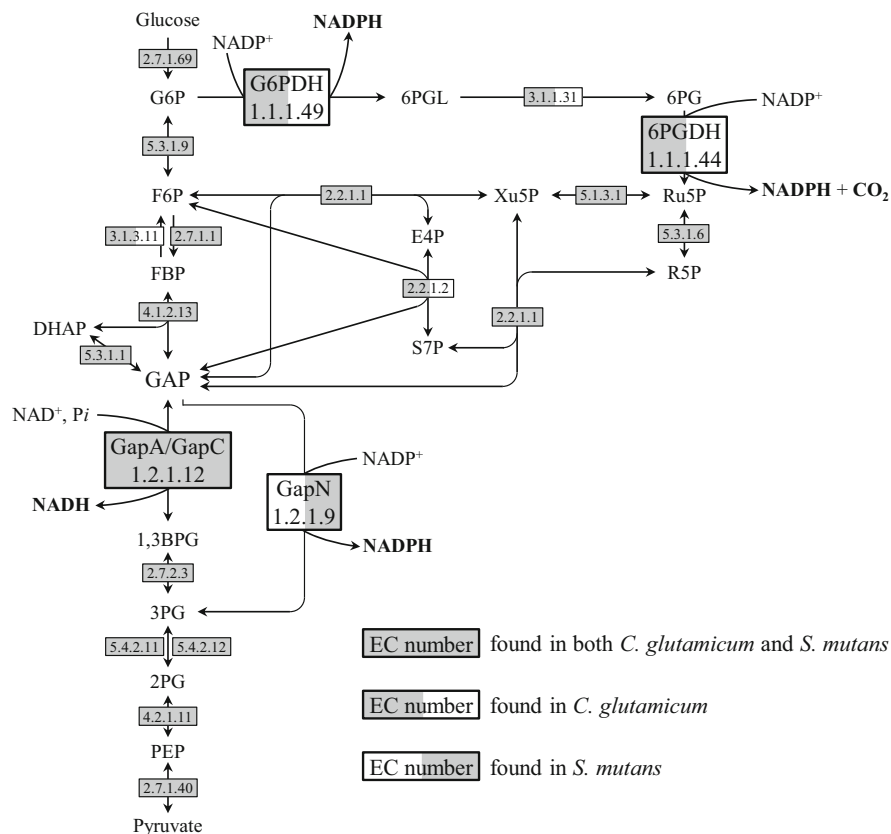 Glucose
NADPH
NADP+
2.7.1.69
G6PDH
1.1.1.49
G6P
6PGL
3.1.1.31
6PG
NADP+
6PGDH
1.1.1.44
5.3.1.9
F6P
2.2.1.1
Xu5P
5.1.3.1
Ru5P
NADPH + CO2
3.1.3.11
2.7.1.1
E4P
5.3.1.6
FBP
2.2.1.2
R5P
4.1.2.13
2.2.1.1
DHAP
5.3.1.1
S7P
GAP
NAD+, Pi
GapA/GapC
1.2.1.12
NADP+
GapN
1.2.1.9
NADH
NADPH
1,3BPG
2.7.2.3
3PG
5.4.2.11
5.4.2.12
EC number found in both C. glutamicum and S. mutans
2PG
4.2.1.11
EC number found in C. glutamicum
PEP
EC number found in S. mutans
2.7.1.40
Pyruvate